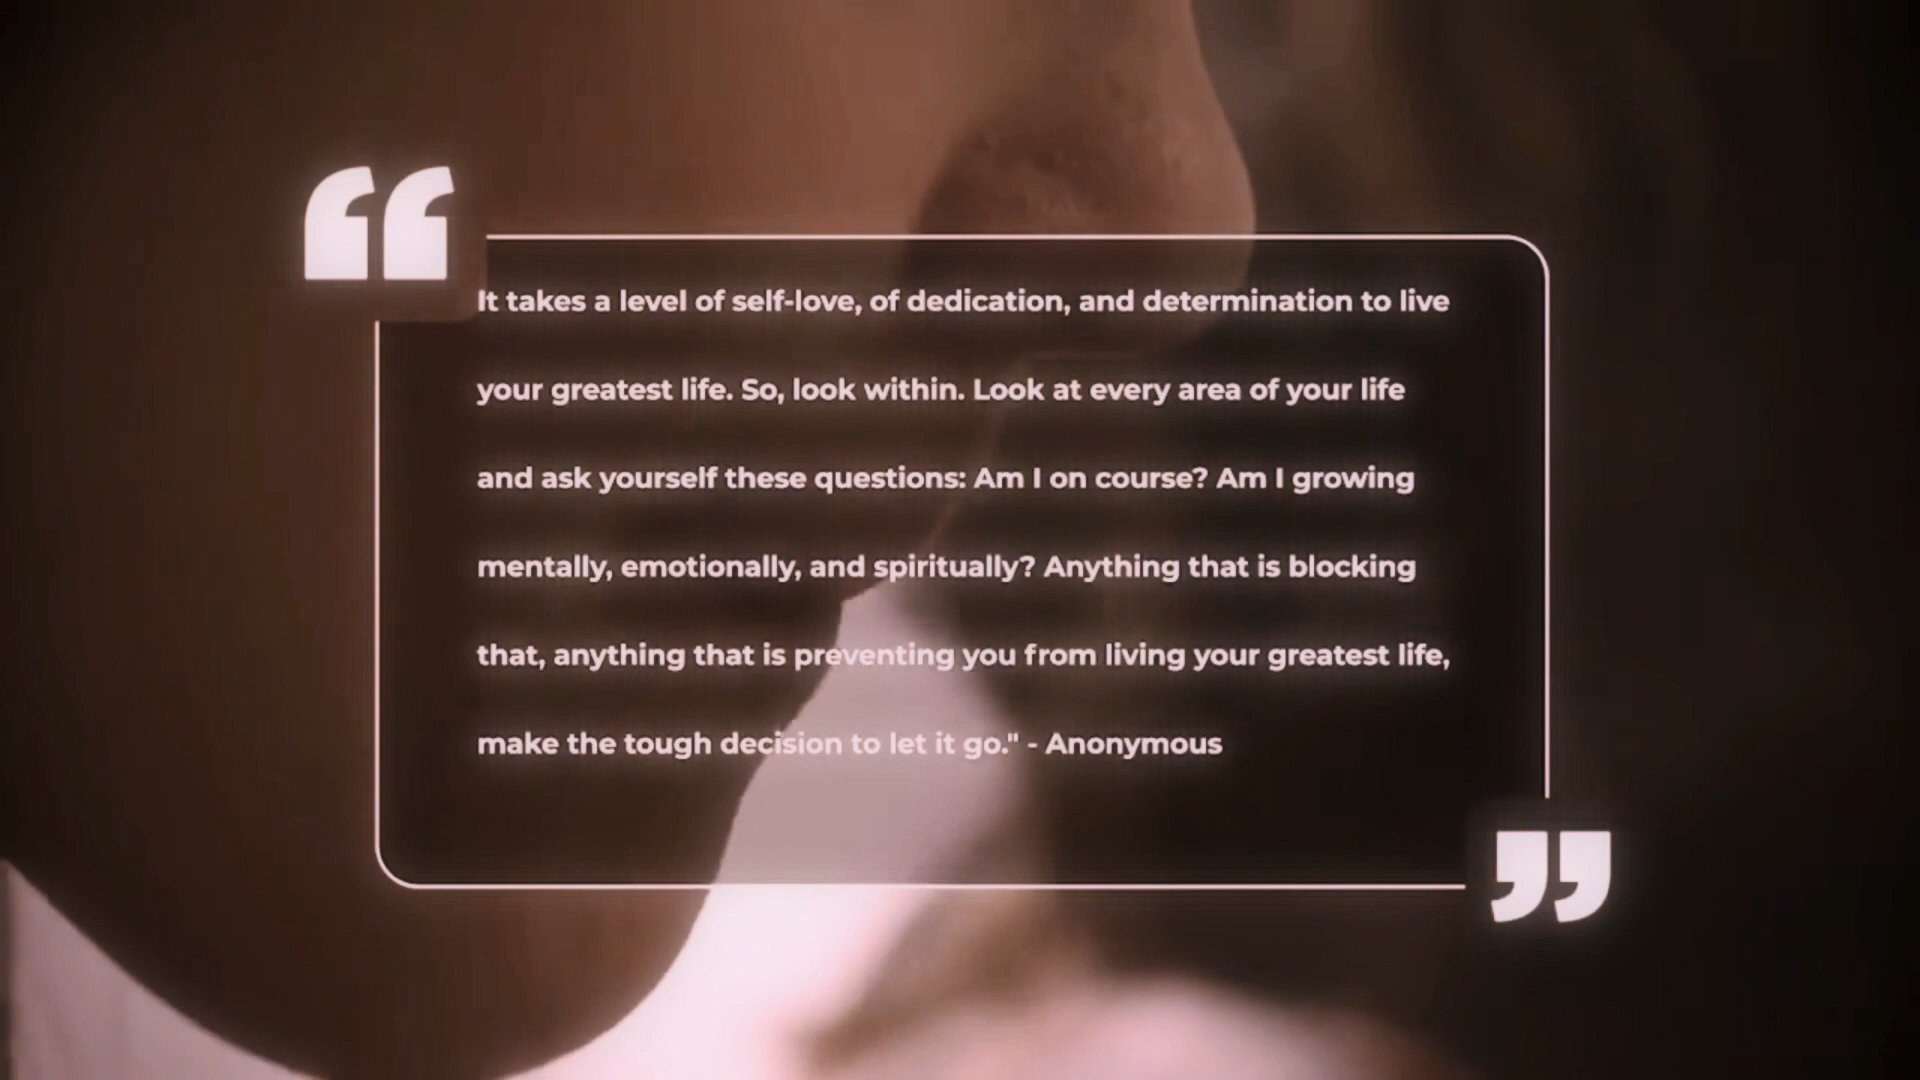 It takes a level of self-love, of dedication, and determination to live
your greatest life. So, look within. Look at every area of your life
and ask yourself these questions: Am I on course? Am I growing
mentally, emotionally, and spiritually? Anything that is blocking
that, anything that is preventing you from living your greatest life,
make the tough decision to let it go." - Anonymous